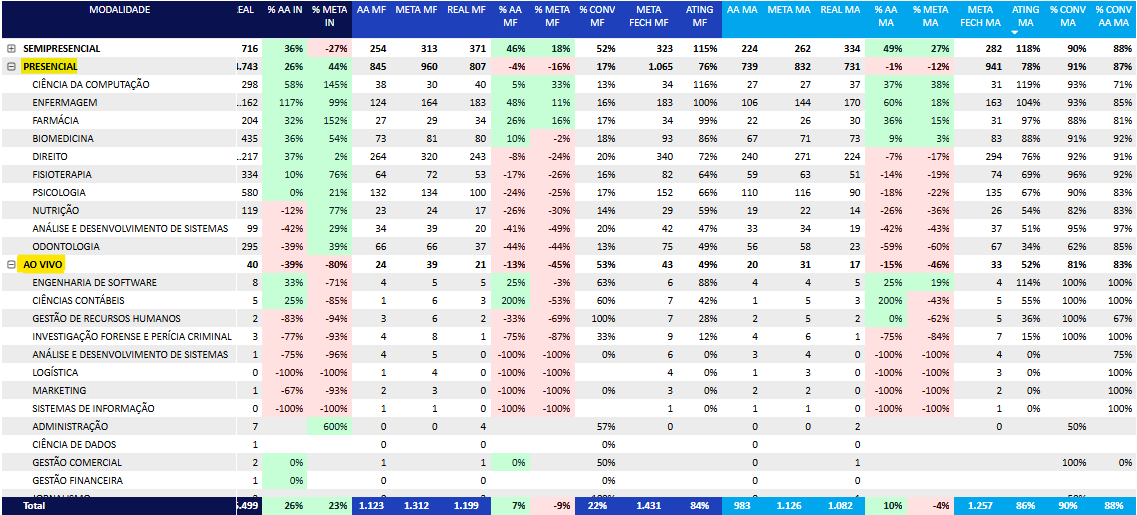 MODALIDADE EAL % AA IN % META IN AA MF META MF REAL MF % AA MF % META MF % CONV MF META FECH MF ATING MF AA MA META MA REAL MA % AA MA % META MA META FECH MA ATING MA % CONV MA % CONV AA MA
SEMIPRESENCIAL 716 36% -27% 254 313 371 46% 18% 52% 323 115% 224 262 334 49% 27% 282 118% 90% 88%
PRESENCIAL .743 26% 44% 845 960 807 -4% -16% 17% 1.065 76% 739 832 731 -1% -12% 941 78% 91% 87%
CIÊNCIA DA COMPUTAÇÃO 298 58% 145% 38 30 40 5% 33% 13% 34 116% 27 27 37 37% 38% 31 119% 93% 71%
ENFERMAGEM .162 117% 99% 124 164 183 48% 11% 16% 183 100% 106 144 170 60% 18% 163 104% 93% 85%
FARMÁCIA 204 32% 152% 27 29 34 26% 16% 17% 34 99% 22 26 30 36% 15% 31 97% 88% 81%
BIOMEDICINA 435 36% 54% 73 81 80 10% -2% 18% 93 86% 67 71 73 9% 3% 83 88% 91% 92%
DIREITO .217 37% 2% 264 320 243 -8% -24% 20% 340 72% 240 271 224 -7% -17% 294 76% 92% 91%
FISIOTERAPIA 334 10% 76% 64 72 53 -17% -26% 16% 82 64% 59 63 51 -14% -19% 74 69% 96% 92%
PSICOLOGIA 580 0% 21% 132 134 100 -24% -25% 17% 152 66% 110 116 90 -18% -22% 135 67% 90% 83%
NUTRIÇÃO 119 -12% 77% 23 24 17 -26% -30% 14% 29 59% 19 22 14 -26% -36% 26 54% 82% 83%
ANÁLISE E DESENVOLVIMENTO DE SISTEMAS 99 -42% 29% 34 39 20 -41% -49% 20% 42 47% 33 34 19 -42% -43% 37 51% 95% 97%
ODONTOLOGIA 295 -39% 39% 66 66 37 -44% -44% 13% 75 49% 56 58 23 -59% -60% 67 34% 62% 85%
AO VIVO 40 -39% -80% 24 39 21 -13% -45% 53% 43 49% 20 31 17 -15% -46% 33 52% 81% 83%
ENGENHARIA DE SOFTWARE 8 33% -71% 4 5 5 25% -3% 63% 6 88% 4 4 5 25% 19% 4 114% 100% 100%
CIÊNCIAS CONTÁBEIS 5 25% -85% 1 6 3 200% -53% 60% 7 42% 1 5 3 200% -43% 5 55% 100% 100%
GESTÃO DE RECURSOS HUMANOS 2 -83% -94% 3 6 2 -33% -69% 100% 7 28% 2 5 2 0% -62% 5 36% 100% 67%
INVESTIGAÇÃO FORENSE E PERÍCIA CRIMINAL 3 -77% -93% 4 8 1 -75% -87% 33% 9 12% 4 6 1 -75% -84% 7 15% 100% 100%
ANÁLISE E DESENVOLVIMENTO DE SISTEMAS 1 -75% -96% 4 5 0 -100% -100% 0% 6 0% 3 4 0 -100% -100% 4 0% 75%
LOGÍSTICA 0 -100% -100% 1 4 0 -100% -100% 4 0% 1 3 0 -100% -100% 3 0% 100%
MARKETING 1 -67% -93% 2 3 0 -100% -100% 0% 3 0% 2 2 0 -100% -100% 2 0% 100%
SISTEMAS DE INFORMAÇÃO 0 -100% -100% 1 1 0 -100% -100% 1 0% 1 1 0 -100% -100% 1 0% 100%
ADMINISTRAÇÃO 7 600% 0 0 4 57% 0 0 0 2 0 50%
CIÊNCIA DE DADOS 1 0 0 0% 0 0
GESTÃO COMERCIAL 2 0% 1 1 0% 50% 0 1 100% 0%
GESTÃO FINANCEIRA 1 0% 0 0 0% 0 0
Total .499 26% 23% 1.123 1.312 1.199 7% -9% 22% 1.431 84% 983 1.126 1.082 10% -4% 1.257 86% 90% 88%